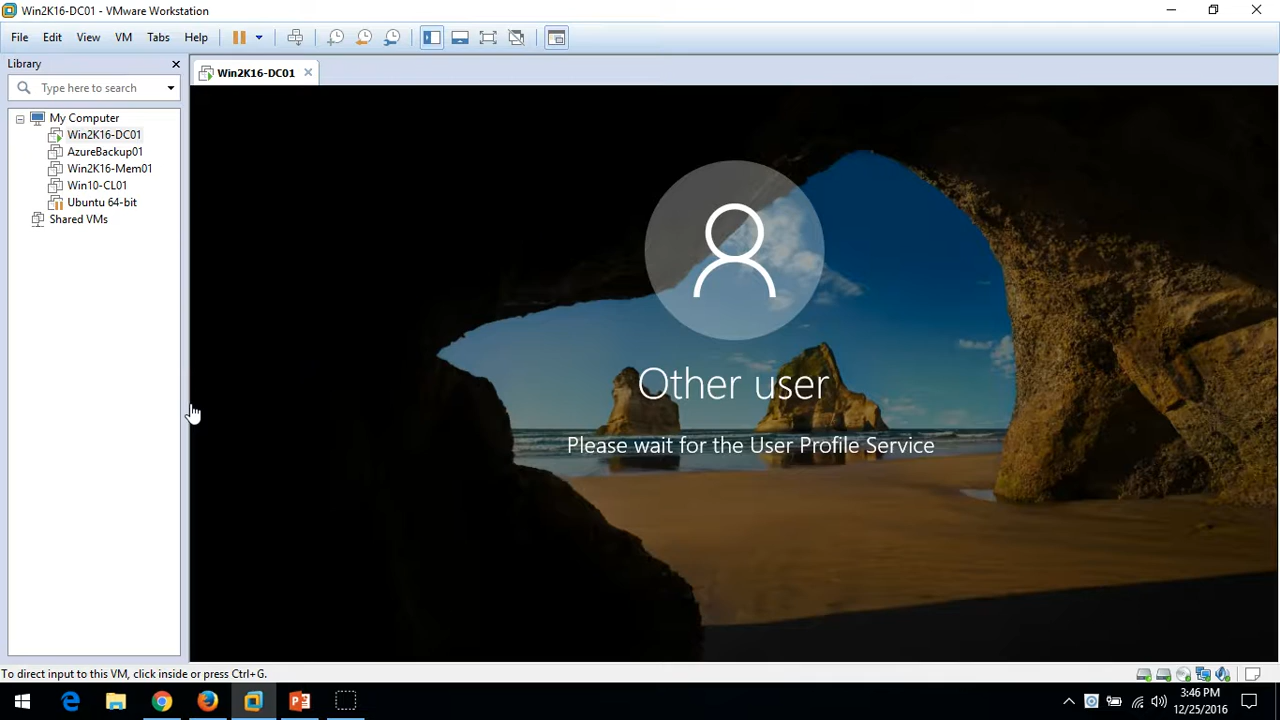 Win2K16-DC01 - VMware Workstation
File Edit View VM Tabs Help
Library
Win2K16-DC01
Type here to search
My Computer
Win2K16-DC01
AzureBackup01
Win2K16-Mem01
Win10-CL01
Ubuntu 64-bit
Shared VMs
Other user
Please wait for the User Profile Service
To direct input to this VM, click inside or press Ctrl+G.
3:46 PM
12/25/2016